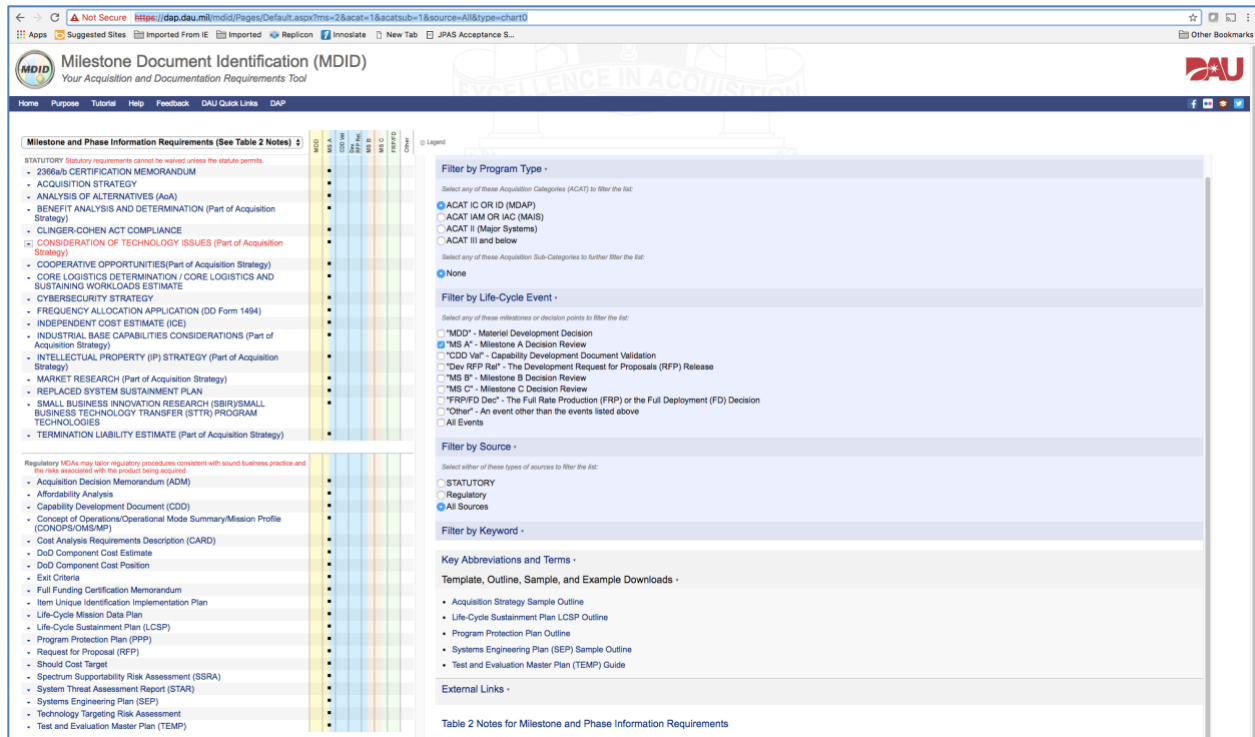 Not Secure https://dap.dau.mil/mdid/Pages/Default.aspx?ms=2&acat=1&acatsub=1&source=All&type=chart0
Apps Suggested Sites Imported From IE Imported Replicon Innoslate New Tab JPAS Acceptance S... Other Bookmarks
MDID
Milestone Document Identification (MDID)
Your Acquisition and Documentation Requirements Tool
EXCELLENCE IN ACQUISITION
DAU
Home Purpose Tutorial Help Feedback DAU Quick Links DAP
Milestone and Phase Information Requirements (See Table 2 Notes)
MDD
MS A
CDD Val
Dev RFP Rel
MS B
MS C
FRP/FD
Other
Legend
STATUTORY Statutory requirements cannot be waived unless the statute permits.
2366a/b CERTIFICATION MEMORANDUM
ACQUISITION STRATEGY
ANALYSIS OF ALTERNATIVES (AoA)
BENEFIT ANALYSIS AND DETERMINATION (Part of Acquisition
Strategy)
CLINGER-COHEN ACT COMPLIANCE
CONSIDERATION OF TECHNOLOGY ISSUES (Part of Acquisition
Strategy)
COOPERATIVE OPPORTUNITIES(Part of Acquisition Strategy)
CORE LOGISTICS DETERMINATION / CORE LOGISTICS AND
SUSTAINING WORKLOADS ESTIMATE
CYBERSECURITY STRATEGY
FREQUENCY ALLOCATION APPLICATION (DD Form 1494)
INDEPENDENT COST ESTIMATE (ICE)
INDUSTRIAL BASE CAPABILITIES CONSIDERATIONS (Part of
Acquisition Strategy)
INTELLECTUAL PROPERTY (IP) STRATEGY (Part of Acquisition
Strategy)
MARKET RESEARCH (Part of Acquisition Strategy)
REPLACED SYSTEM SUSTAINMENT PLAN
SMALL BUSINESS INNOVATION RESEARCH (SBIR)/SMALL
BUSINESS TECHNOLOGY TRANSFER (STTR) PROGRAM
TECHNOLOGIES
TERMINATION LIABILITY ESTIMATE (Part of Acquisition Strategy)
Regulatory MDAs may tailor regulatory procedures consistent with sound business practice and
the risks associated with the product being acquired.
Acquisition Decision Memorandum (ADM)
Affordability Analysis
Capability Development Document (CDD)
Concept of Operations/Operational Mode Summary/Mission Profile
(CONOPS/OMS/MP)
Cost Analysis Requirements Description (CARD)
DoD Component Cost Estimate
DoD Component Cost Position
Exit Criteria
Full Funding Certification Memorandum
Item Unique Identification Implementation Plan
Life-Cycle Mission Data Plan
Life-Cycle Sustainment Plan (LCSP)
Program Protection Plan (PPP)
Request for Proposal (RFP)
Should Cost Target
Spectrum Supportability Risk Assessment (SSRA)
System Threat Assessment Report (STAR)
Systems Engineering Plan (SEP)
Technology Targeting Risk Assessment
Test and Evaluation Master Plan (TEMP)
Filter by Program Type
Select any of these Acquisition Categories (ACAT) to filter the list:
ACAT IC OR ID (MDAP)
ACAT IAM OR IAC (MAIS)
ACAT II (Major Systems)
ACAT III and below
Select any of these Acquisition Sub-Categories to further filter the list:
None
Filter by Life-Cycle Event
Select any of these milestones or decision points to filter the list:
"MDD" - Materiel Development Decision
"MS A" - Milestone A Decision Review
"CDD Val" - Capability Development Document Validation
"Dev RFP Rel" - The Development Request for Proposals (RFP) Release
"MS B" - Milestone B Decision Review
"MS C" - Milestone C Decision Review
"FRP/FD Dec" - The Full Rate Production (FRP) or the Full Deployment (FD) Decision
"Other" - An event other than the events listed above
All Events
Filter by Source
Select either of these types of sources to filter the list:
STATUTORY
Regulatory
All Sources
Filter by Keyword
Key Abbreviations and Terms
Template, Outline, Sample, and Example Downloads
Acquisition Strategy Sample Outline
Life-Cycle Sustainment Plan LCSP Outline
Program Protection Plan Outline
Systems Engineering Plan (SEP) Sample Outline
Test and Evaluation Master Plan (TEMP) Guide
External Links
Table 2 Notes for Milestone and Phase Information Requirements